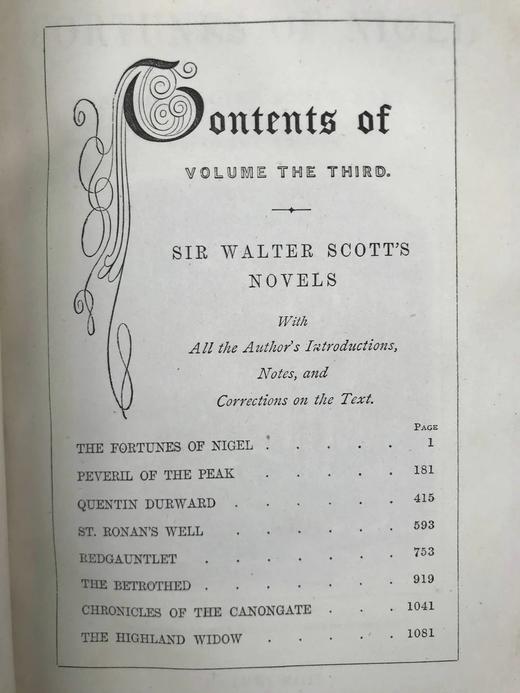 Contents of
VOLUME THE THIRD.
SIR WALTER SCOTT'S
NOVELS
With
All the Author's Introductions,
Notes, and
Corrections on the Text.
PAGE
THE FORTUNES OF NIGEL . . . . . 1
PEVERIL OF THE PEAK . . . . . 181
QUENTIN DURWARD . . . . . . 415
ST. RONAN'S WELL . . . . . . 593
REDGAUNTLET . . . . . . . 753
THE BETROTHED . . . . . . . 919
CHRONICLES OF THE CANONGATE . . . 1041
THE HIGHLAND WIDOW . . . . . 1081